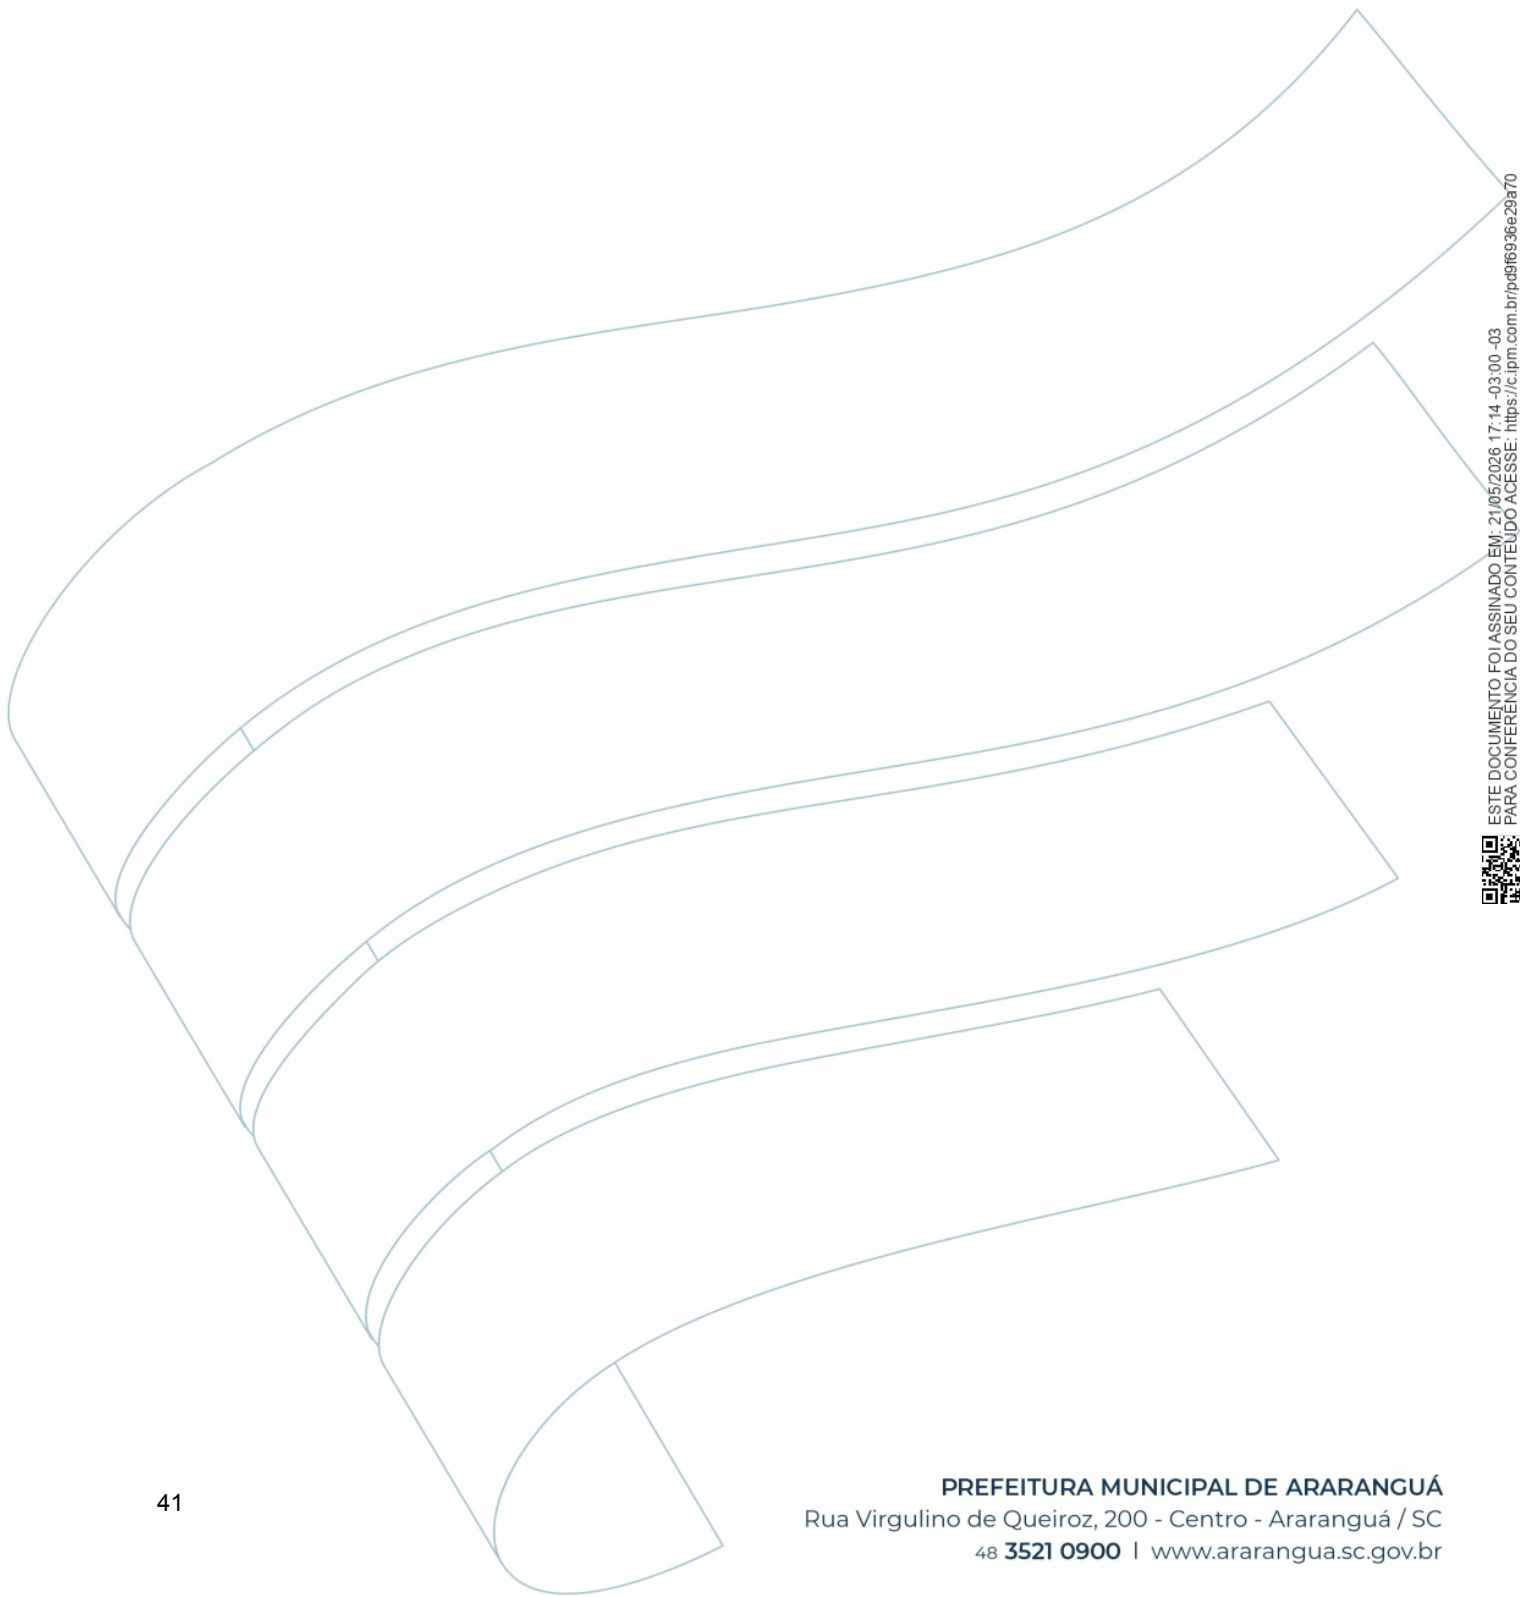 ESTE DOCUMENTO FOI ASSINADO EM: 21/05/2026 17:14 -03:00 -03
PARA CONFERÊNCIA DO SEU CONTEÚDO ACESSE: https://c.ipm.com.br/pd9f6936e29a70
41
PREFEITURA MUNICIPAL DE ARARANGUÁ
Rua Virgulino de Queiroz, 200 - Centro - Araranguá / SC
48 3521 0900 | www.ararangua.sc.gov.br